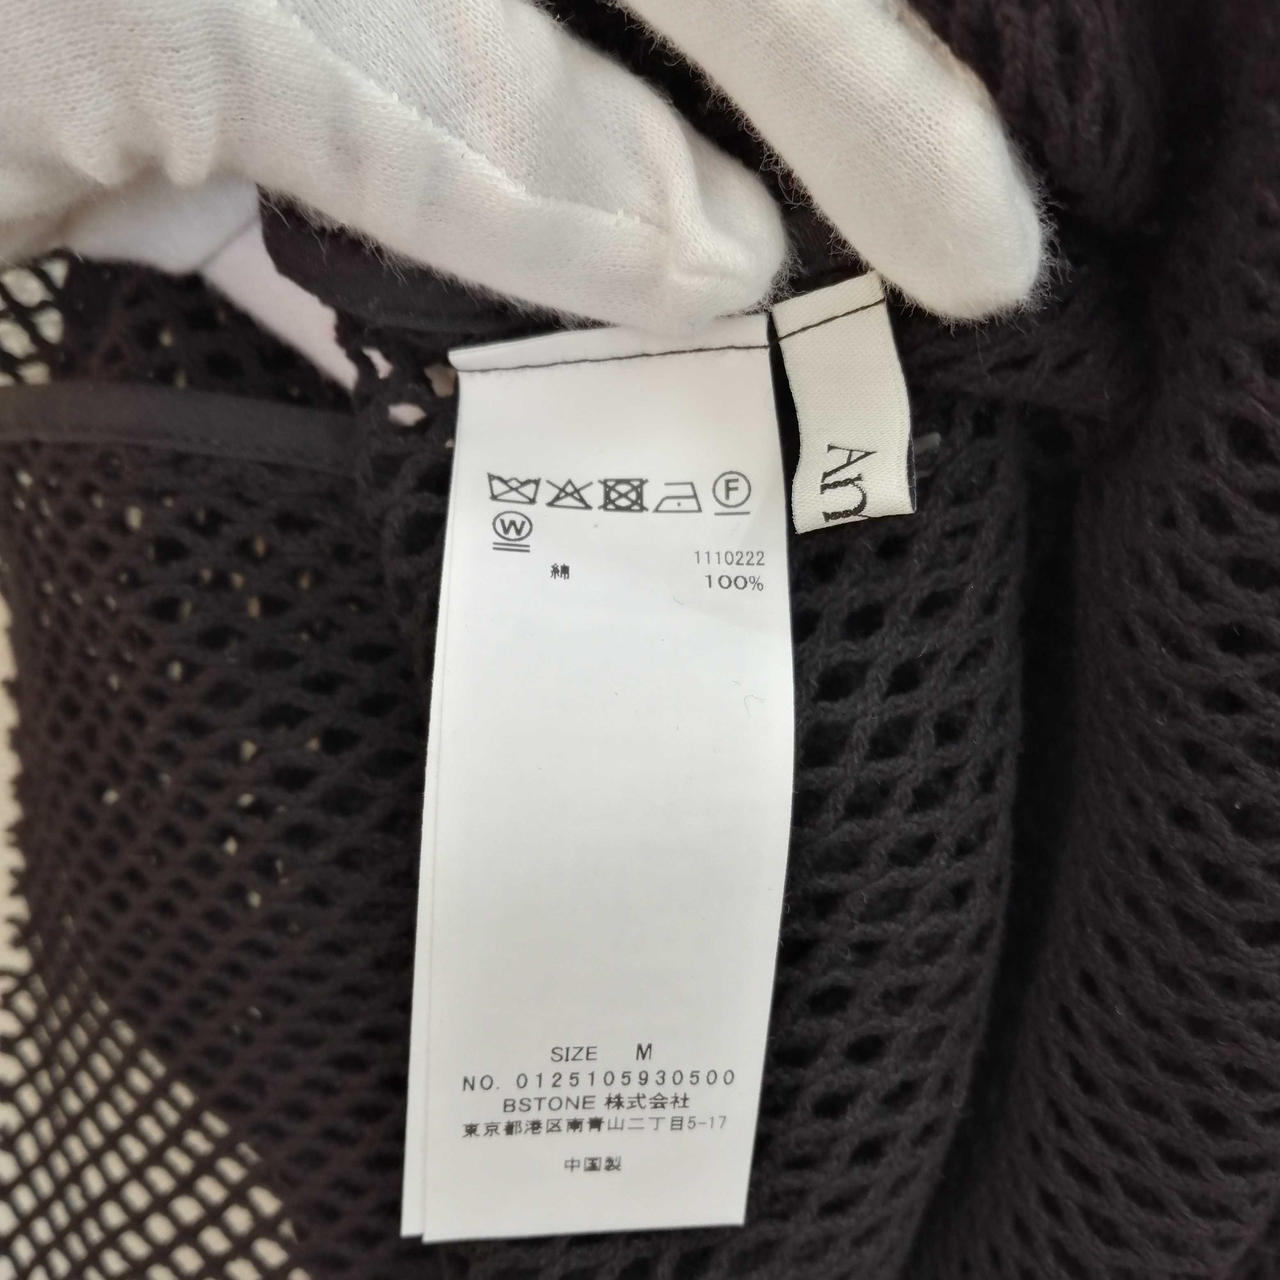 F
W
1110222
綿 100%
SIZE M
NO. 0125105930500
BSTONE 株式会社
東京都港区南青山二丁目5-17
中国製
An